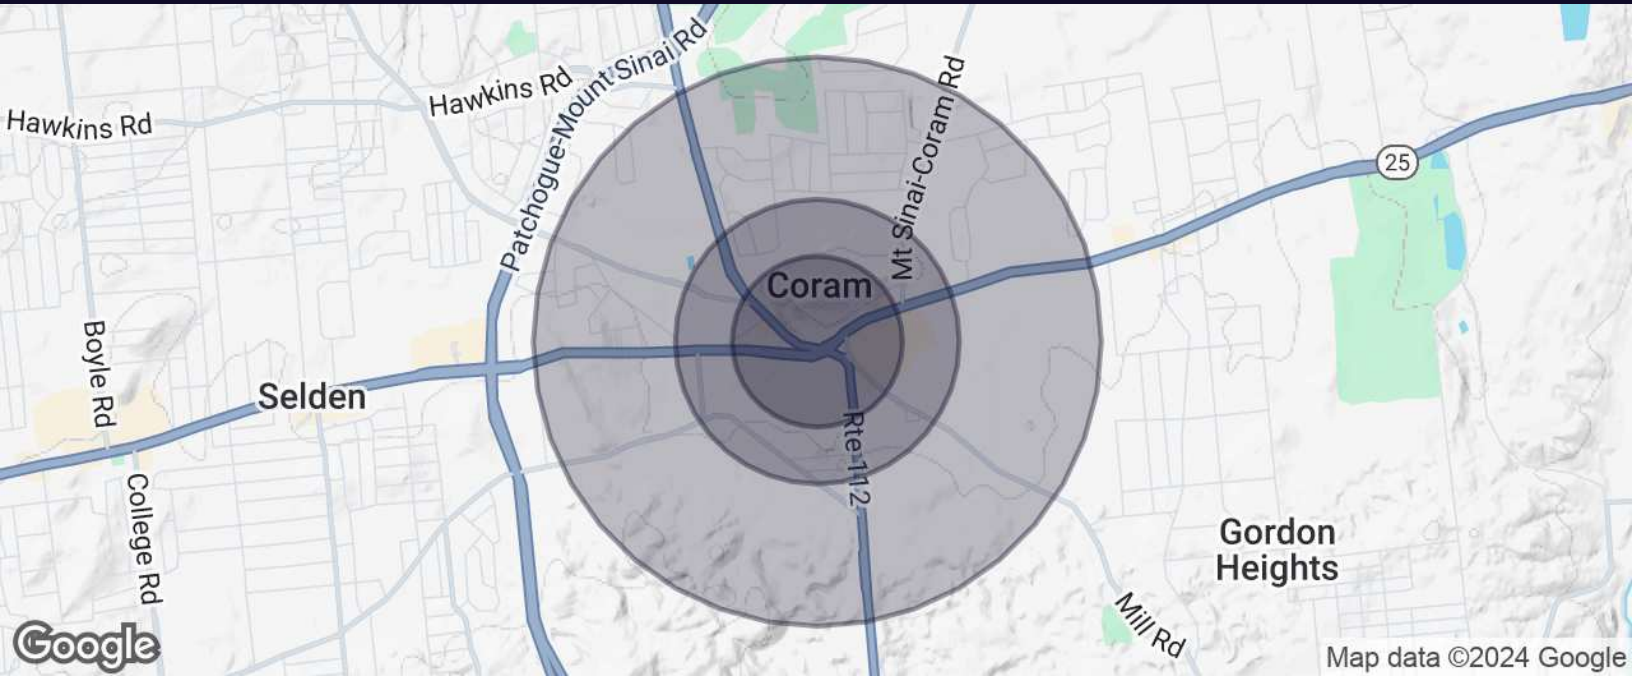 Patchogue-Mount Sinai Rd
Hawkins Rd
Hawkins Rd
Mt Sinai-Coram Rd
25
Coram
Boyle Rd
Selden
Rte 112
College Rd
Gordon
Heights
Mill Rd
Google
Map data ©2024 Google